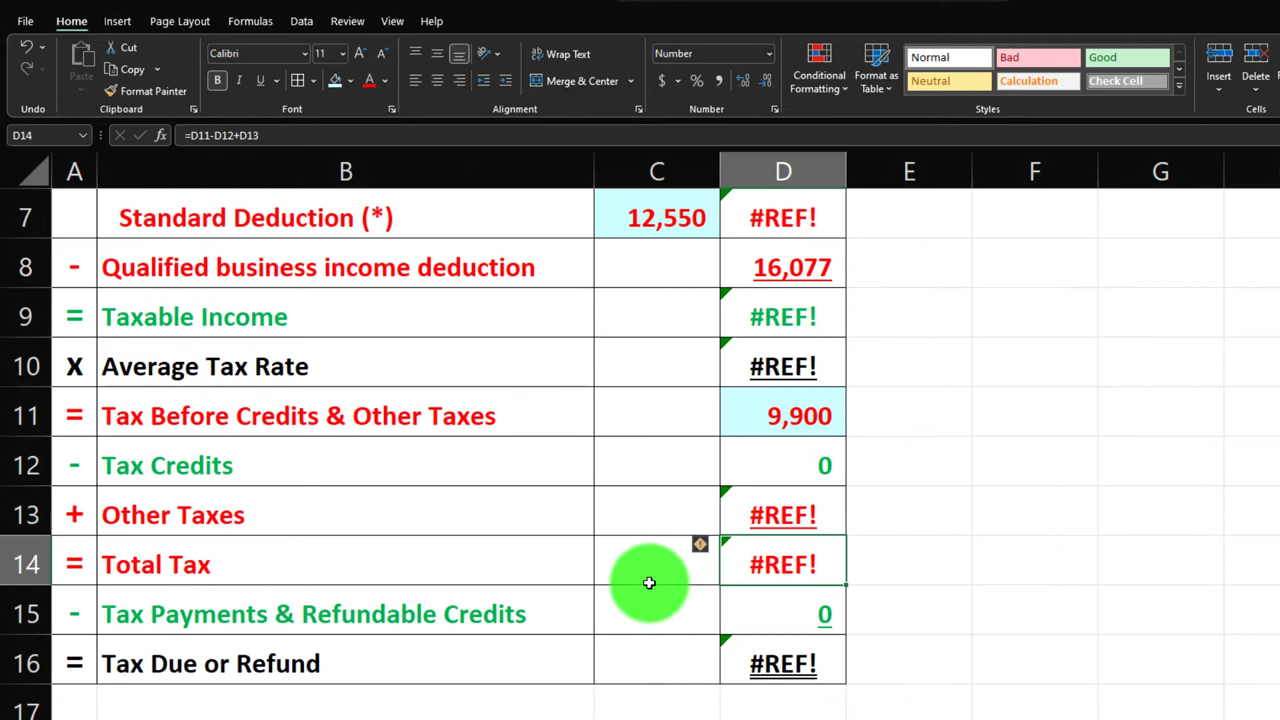 File Home Insert Page Layout Formulas Data Review View Help
Cut
Copy
Format Painter
Paste
Undo Clipboard
Calibri 11
B I U
Font
Wrap Text
Merge & Center
Alignment
Number
$ % 
Number
Conditional
Formatting
Format as
Table
Normal Bad Good
Neutral Calculation Check Cell
Styles
Insert Delete
Cells
D14 fx =D11-D12+D13
A B C D E F G
7 Standard Deduction (*) 12,550 #REF!
8 - Qualified business income deduction 16,077
9 = Taxable Income #REF!
10 x Average Tax Rate #REF!
11 = Tax Before Credits & Other Taxes 9,900
12 - Tax Credits 0
13 + Other Taxes #REF!
14 = Total Tax #REF!
15 - Tax Payments & Refundable Credits 0
16 = Tax Due or Refund #REF!
17